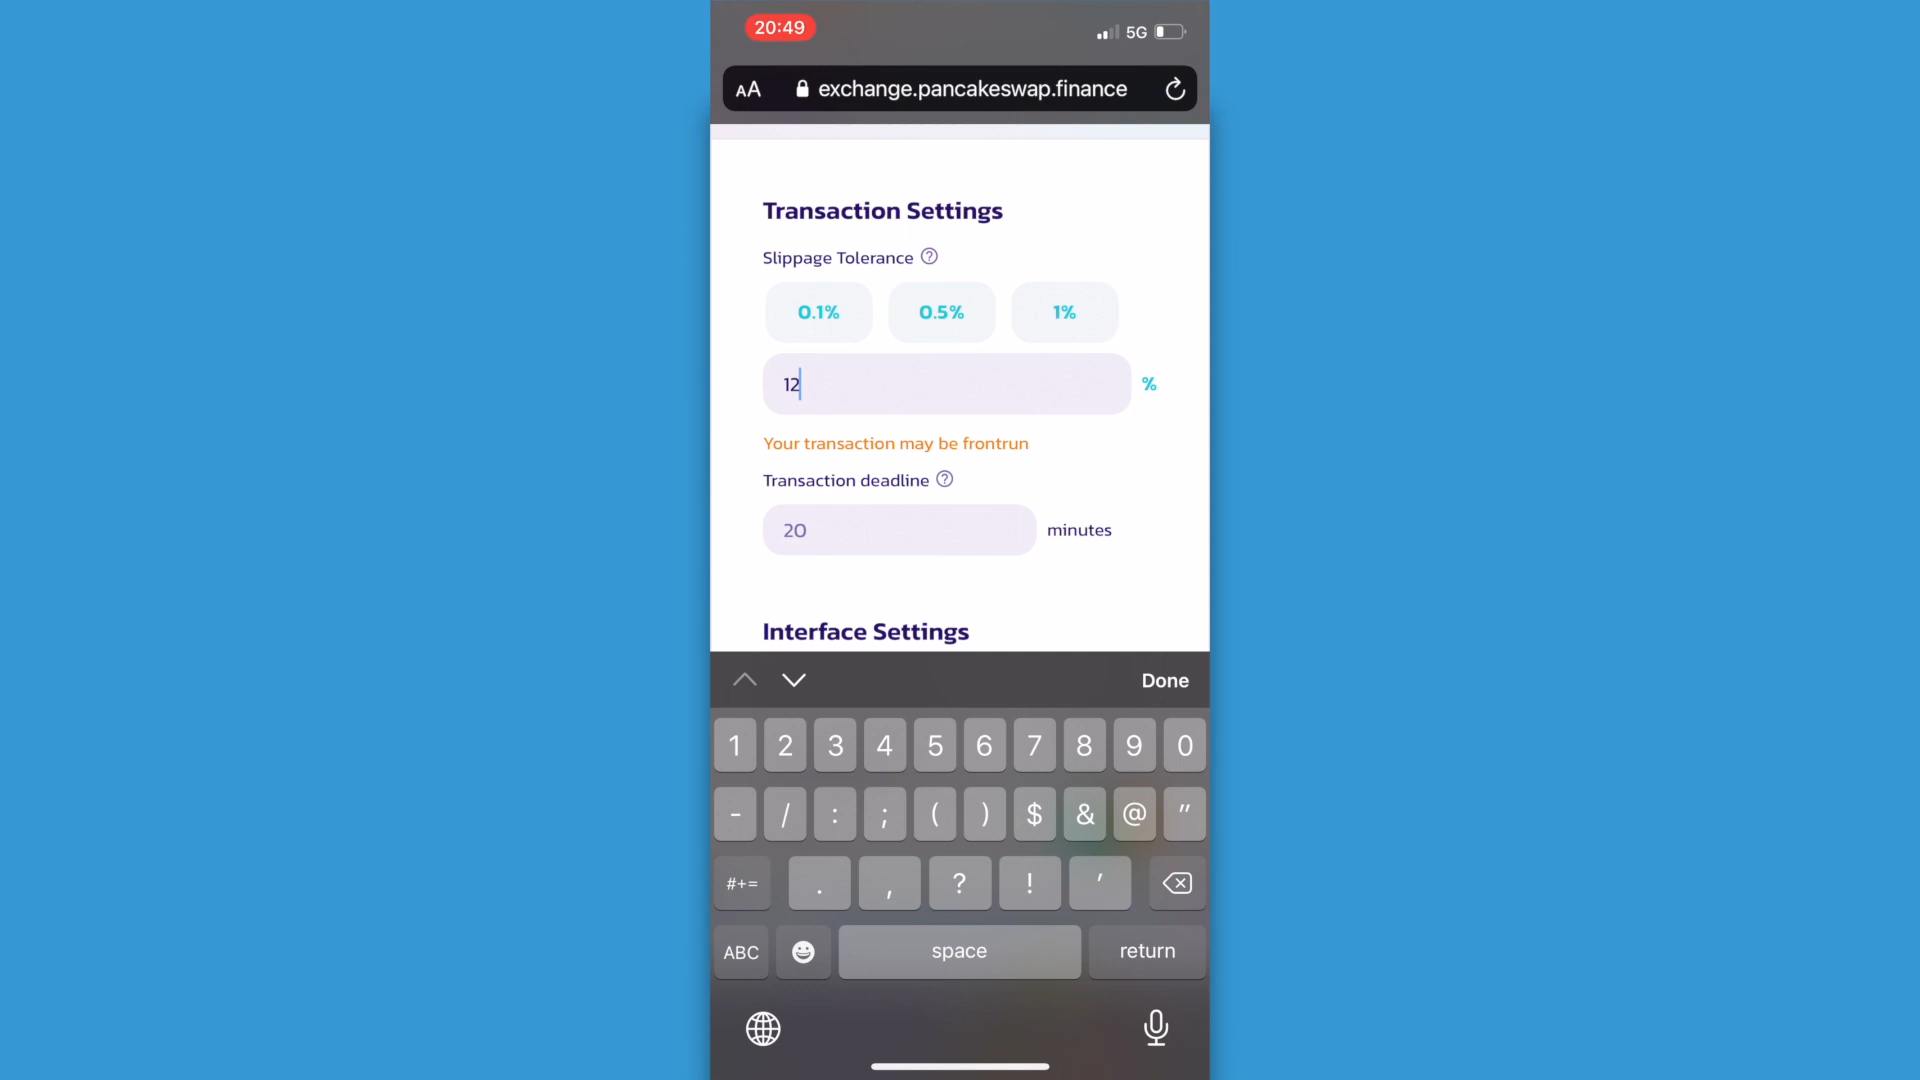 20:49
5G
AA exchange.pancakeswap.finance
Transaction Settings
Slippage Tolerance ?
0.1% 0.5% 1%
12 %
Your transaction may be frontrun
Transaction deadline ?
20 minutes
Interface Settings
Done
1 2 3 4 5 6 7 8 9 0
- / : ; ( ) $ & @ "
#+= . , ? ! '
ABC space return